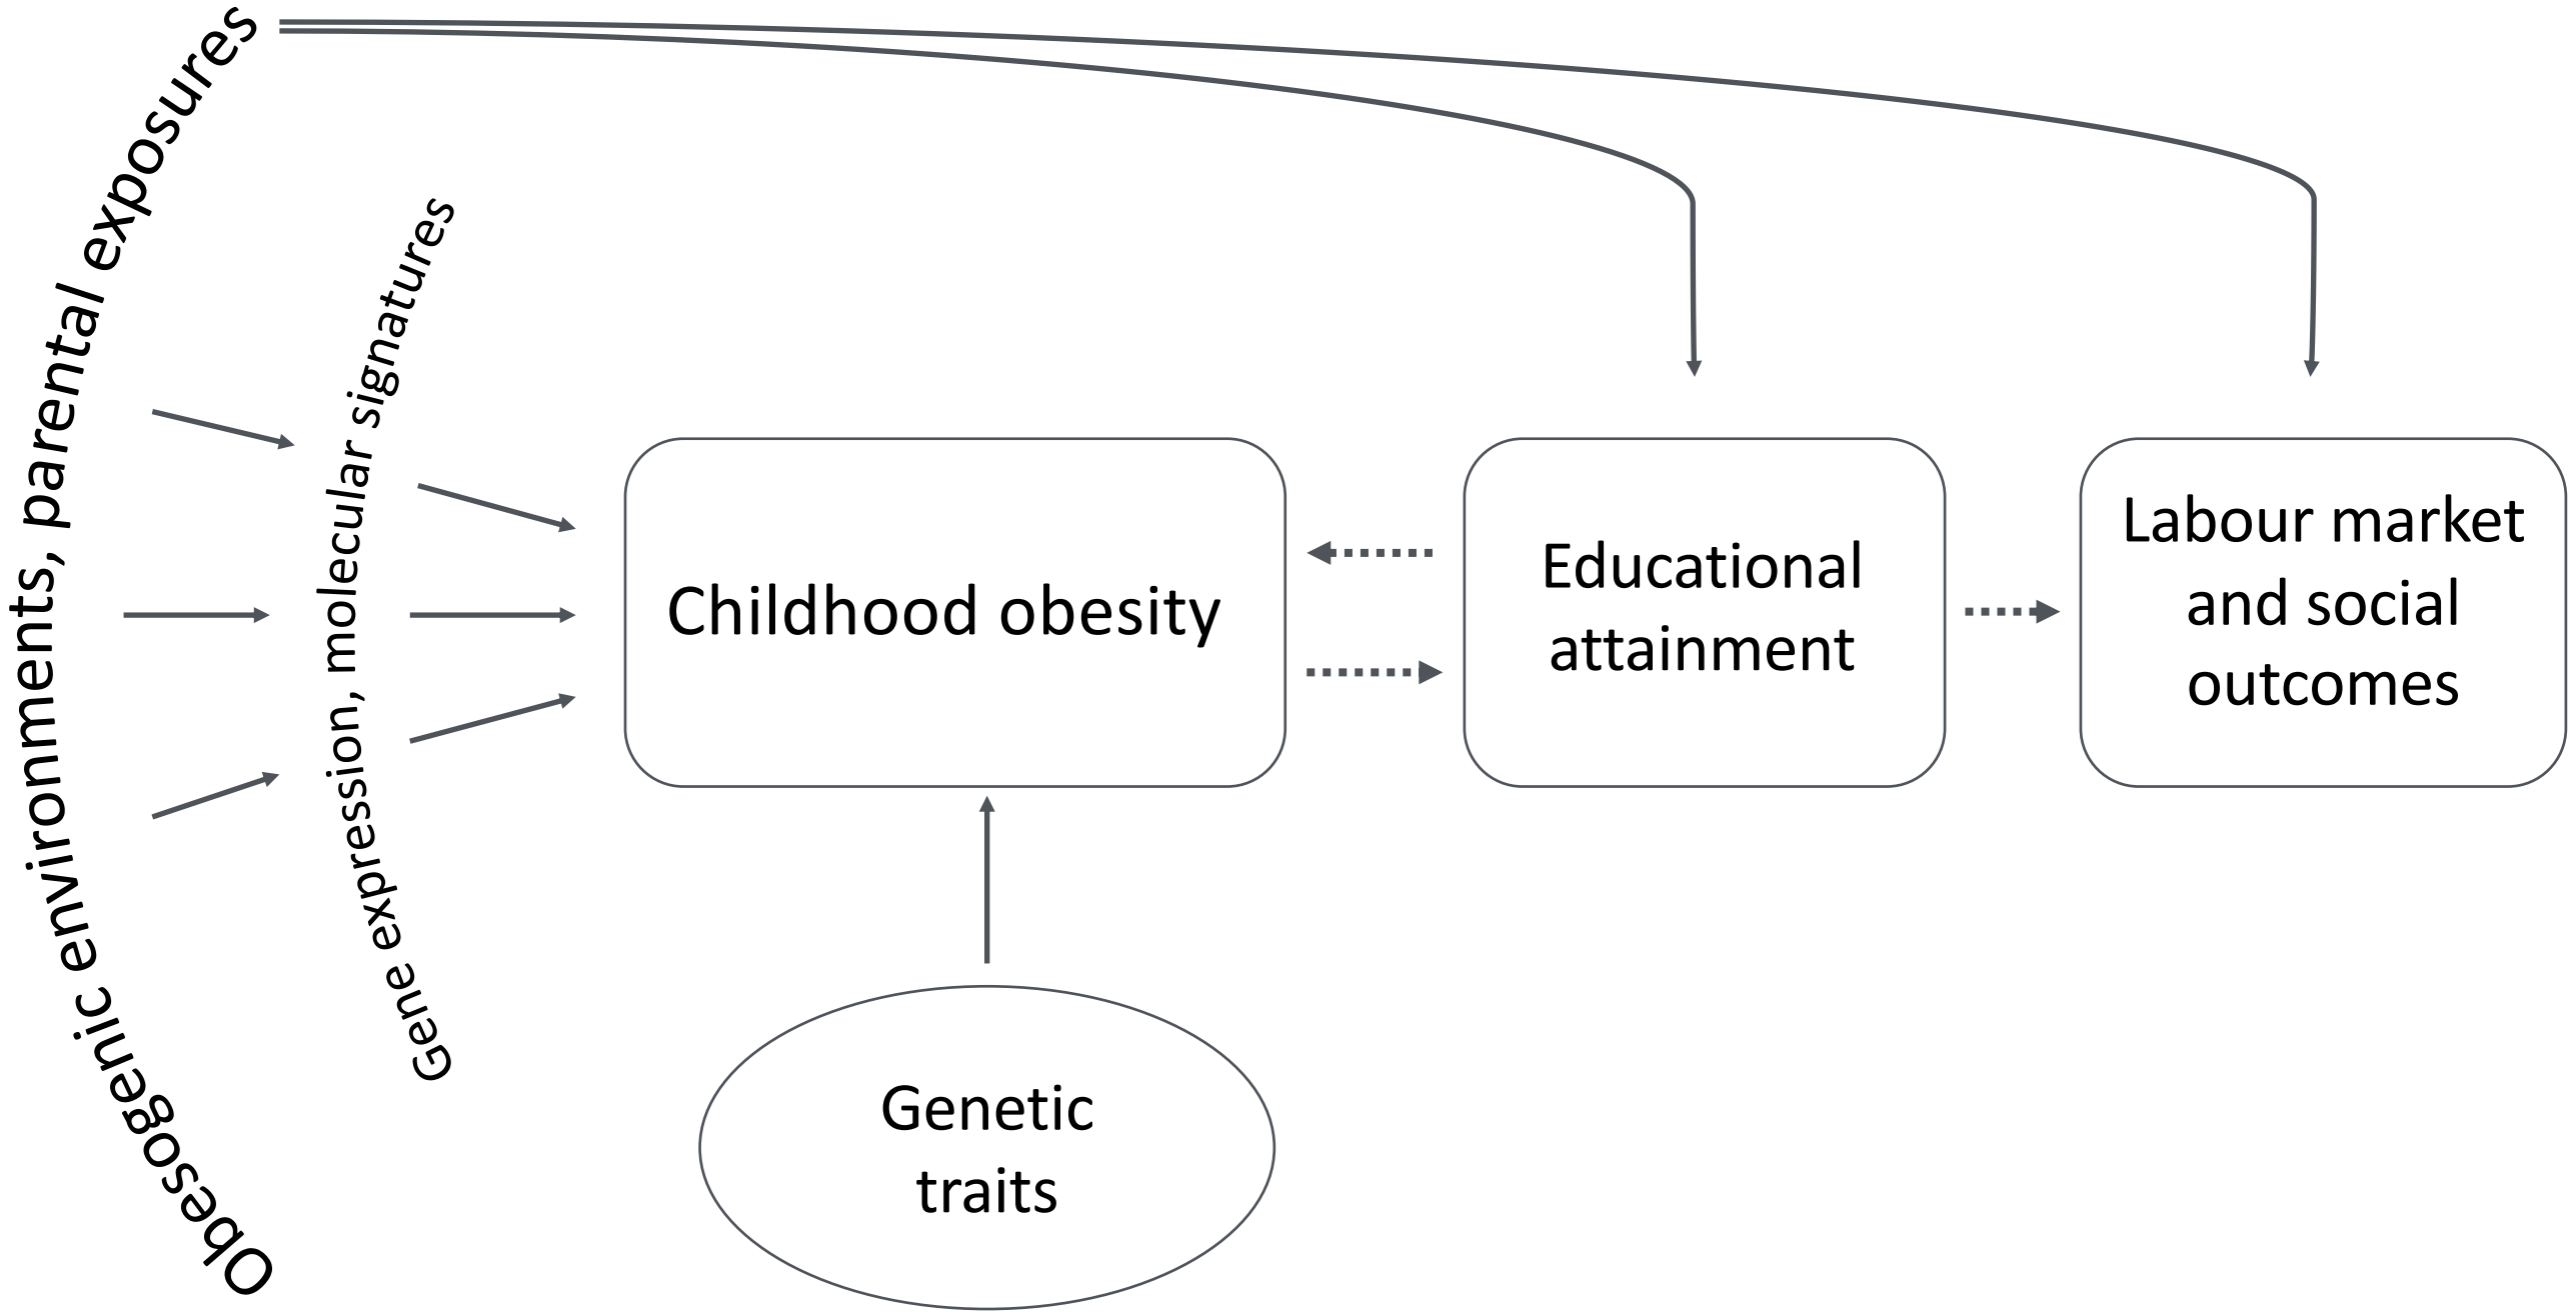 Obesogenic environments, parental exposures
Gene expression, molecular signatures
Childhood obesity
Educational
attainment
Labour market
and social
outcomes
Genetic
traits